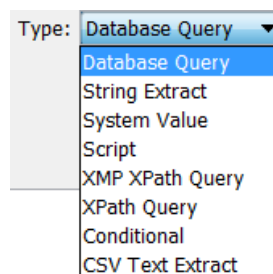 Type: Database Query
Database Query
String Extract
System Value
Script
XMP XPath Query
XPath Query
Conditional
CSV Text Extract